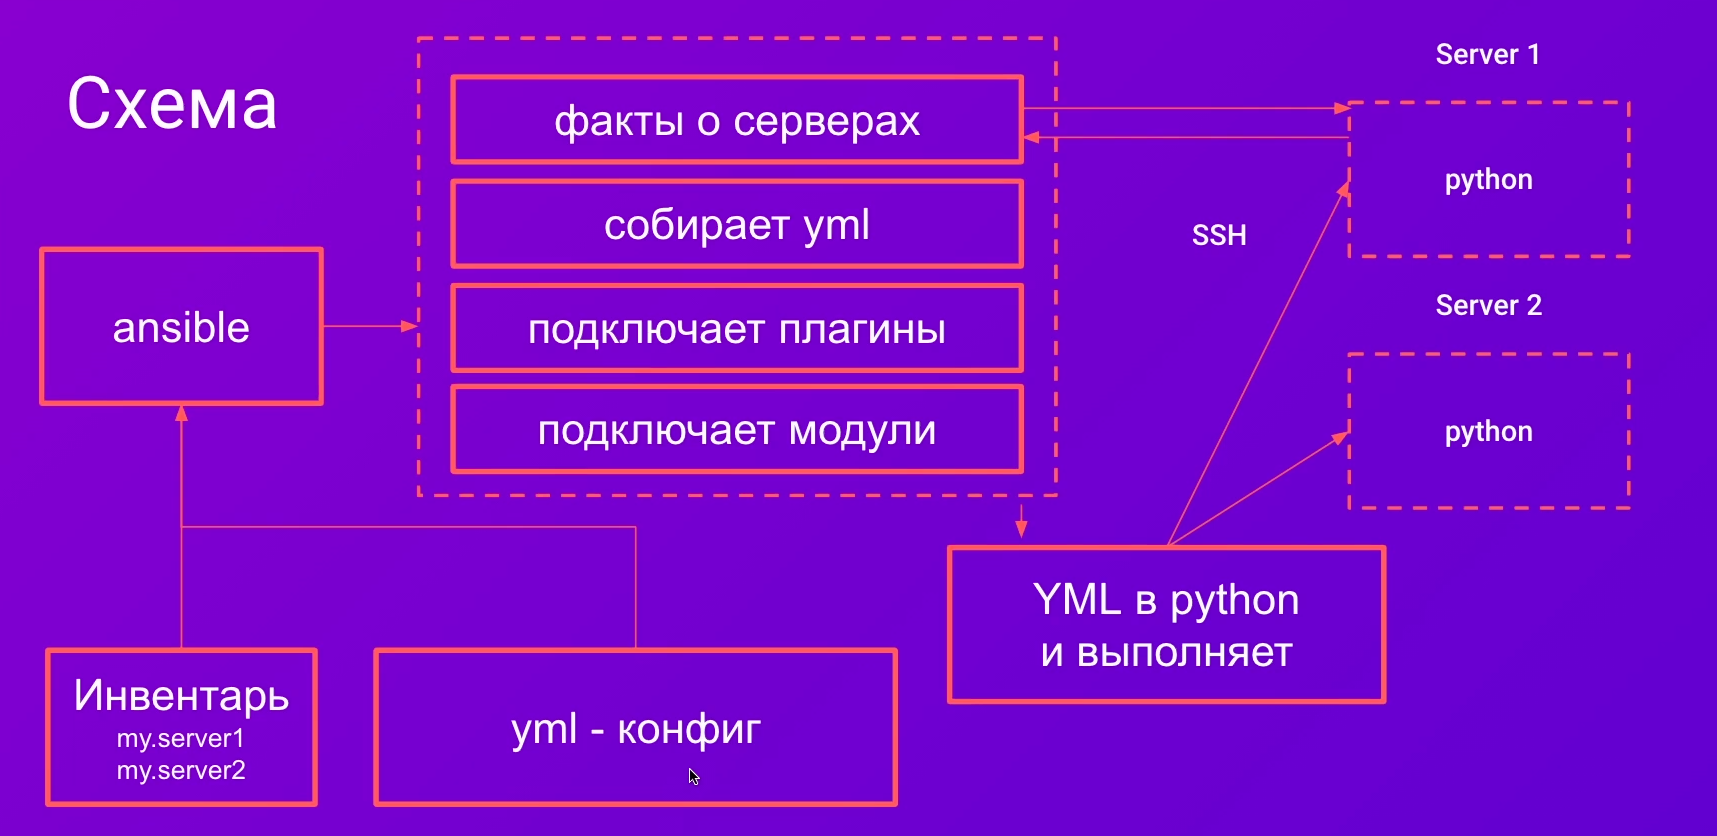 Схема
факты о серверах
собирает yml
подключает плагины
подключает модули
ansible
Инвентарь
my.server1
my.server2
yml - конфиг
YML в python
и выполняет
SSH
Server 1
python
Server 2
python